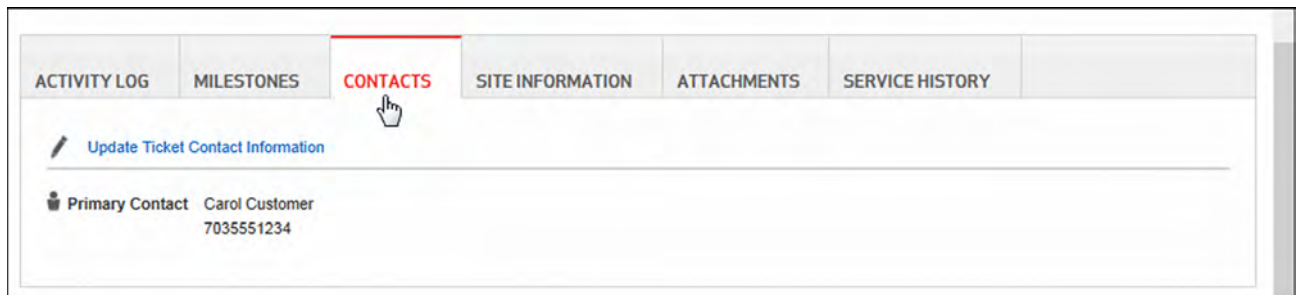 ACTIVITY LOG MILESTONES CONTACTS SITE INFORMATION ATTACHMENTS SERVICE HISTORY
Update Ticket Contact Information
Primary Contact Carol Customer
7035551234